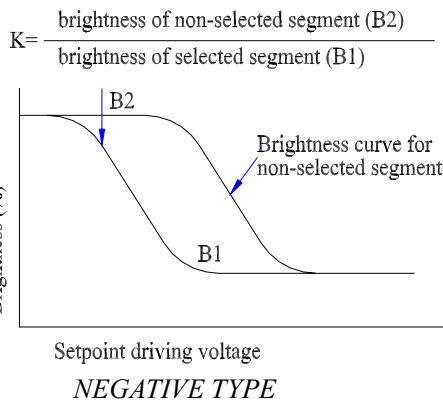 K= brightness of non-selected segment (B2)
brightness of selected segment (B1)
B2
Brightness curve for
non-selected segment
B1
Setpoint driving voltage
NEGATIVE TYPE